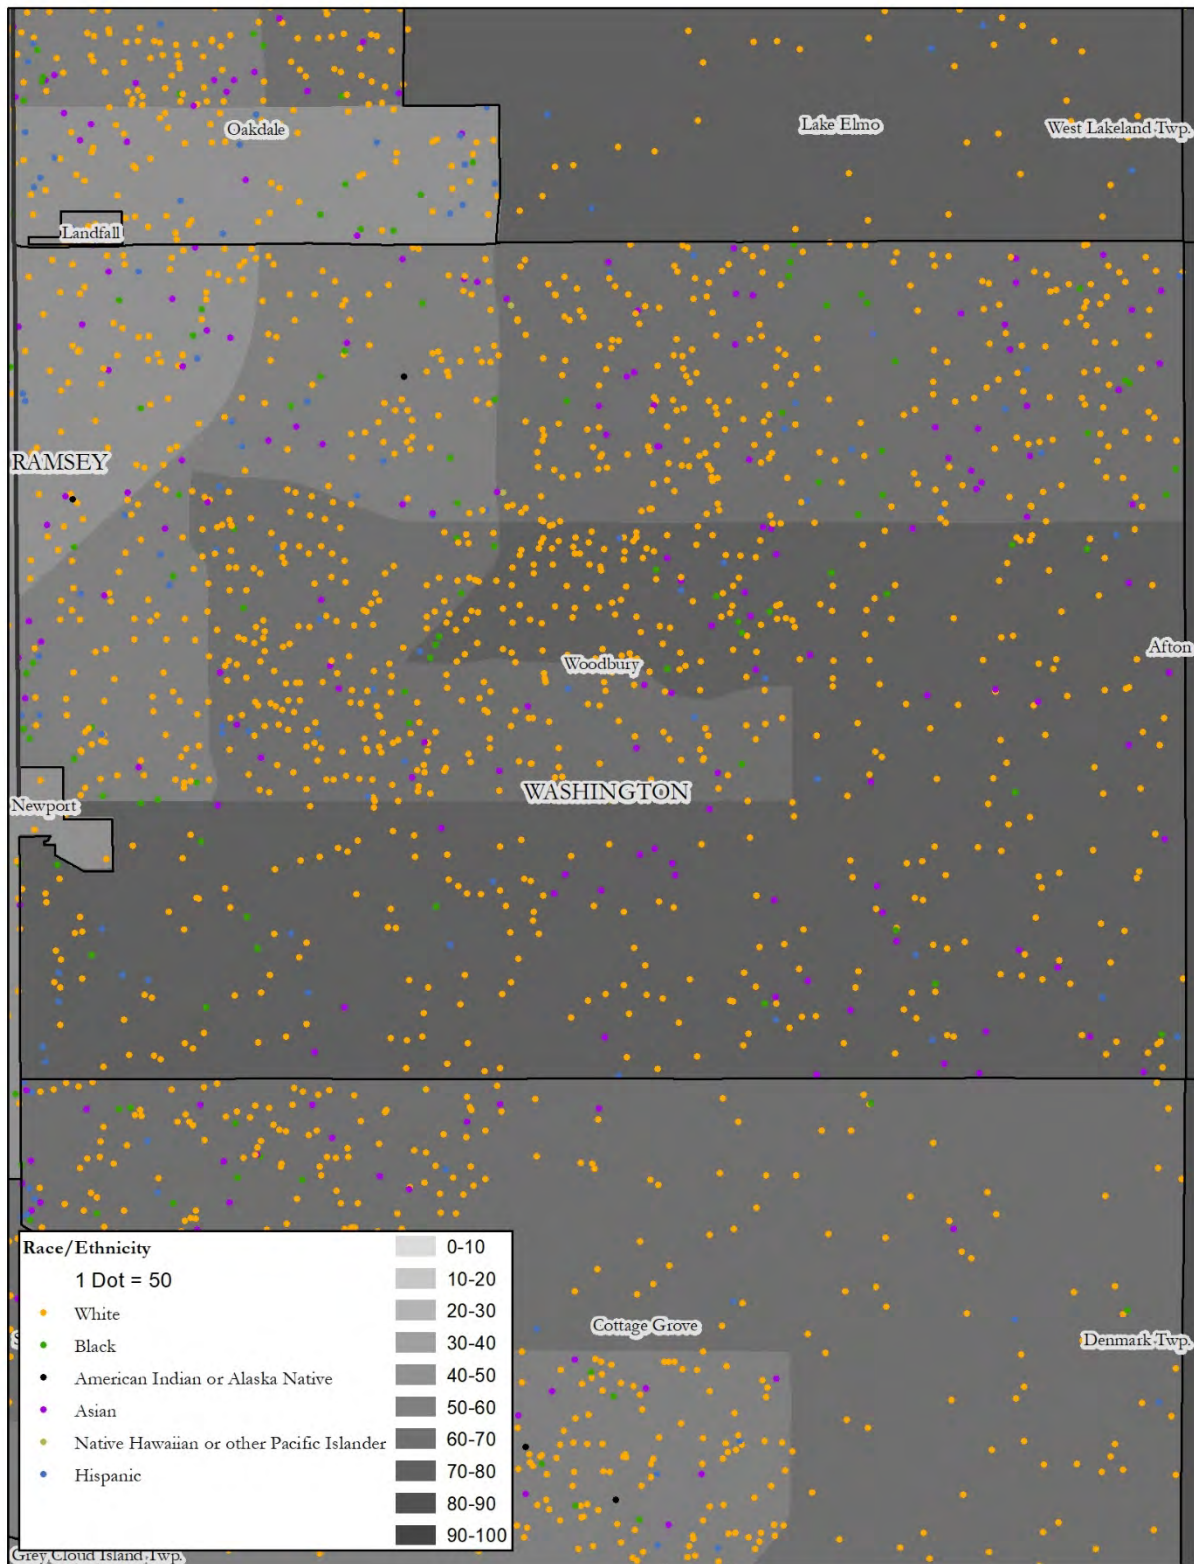 Oakdale
Lake Elmo
West Lakeland Twp.
Landfall
RAMSEY
Woodbury
Afton
WASHINGTON
Newport
Cottage Grove
Denmark Twp.
Race/Ethnicity
1 Dot = 50
White
Black
American Indian or Alaska Native
Asian
Native Hawaiian or other Pacific Islander
Hispanic
0-10
10-20
20-30
30-40
40-50
50-60
60-70
70-80
80-90
90-100
Grey Cloud Island Twp.